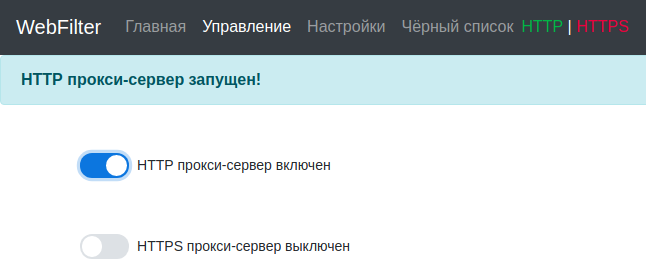 WebFilter Главная Управление Настройки Чёрный список HTTP | HTTPS
HTTP прокси-сервер запущен!
HTTP прокси-сервер включен
HTTPS прокси-сервер выключен